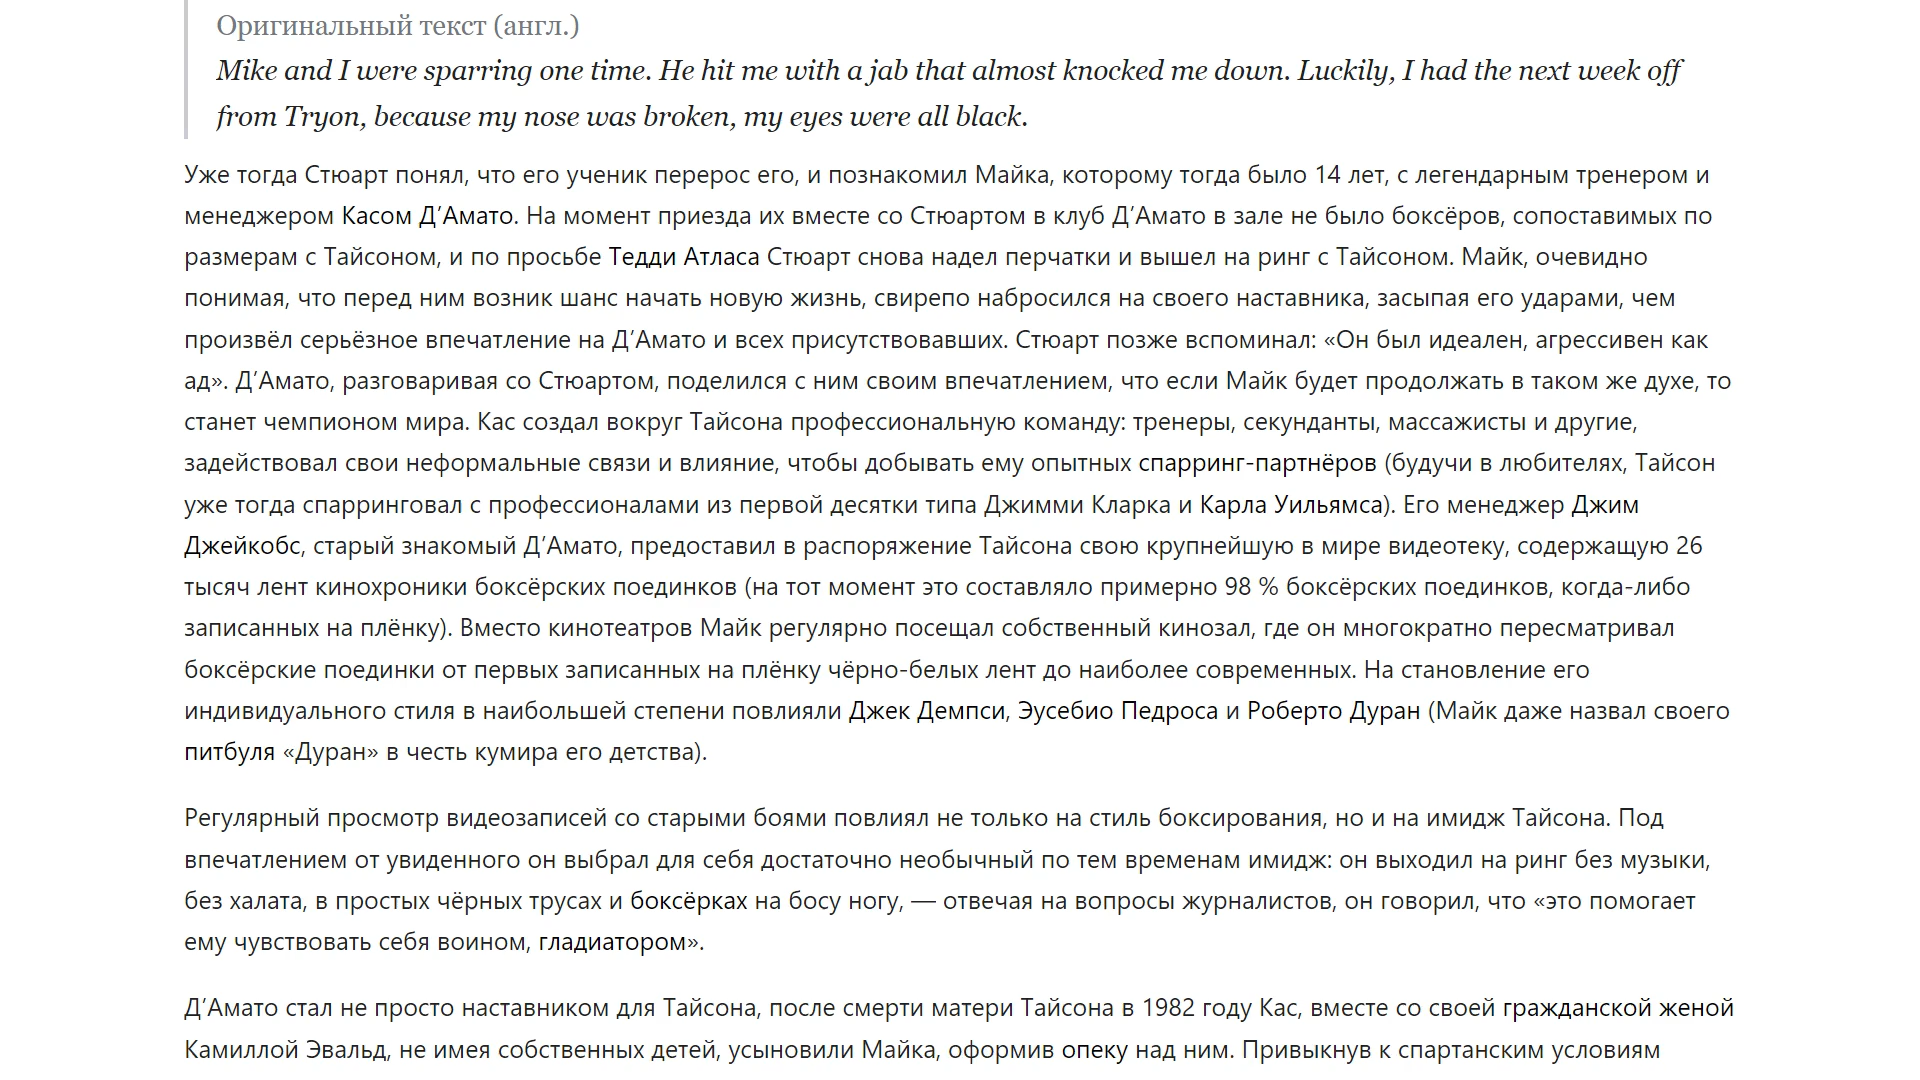 Оригинальный текст (англ.)
Mike and I were sparring one time. He hit me with a jab that almost knocked me down. Luckily, I had the next week off
from Tryon, because my nose was broken, my eyes were all black.
Уже тогда Стюарт понял, что его ученик перерос его, и познакомил Майка, которому тогда было 14 лет, с легендарным тренером и
менеджером Касом Д’Амато. На момент приезда их вместе со Стюартом в клуб Д’Амато в зале не было боксёров, сопоставимых по
размерам с Тайсоном, и по просьбе Тедди Атласа Стюарт снова надел перчатки и вышел на ринг с Тайсоном. Майк, очевидно
понимая, что перед ним возник шанс начать новую жизнь, свирепо набросился на своего наставника, засыпая его ударами, чем
произвёл серьёзное впечатление на Д’Амато и всех присутствовавших. Стюарт позже вспоминал: «Он был идеален, агрессивен как
ад». Д’Амато, разговаривая со Стюартом, поделился с ним своим впечатлением, что если Майк будет продолжать в таком же духе, то
станет чемпионом мира. Кас создал вокруг Тайсона профессиональную команду: тренеры, секунданты, массажисты и другие,
задействовал свои неформальные связи и влияние, чтобы добывать ему опытных спарринг-партнёров (будучи в любителях, Тайсон
уже тогда спарринговал с профессионалами из первой десятки типа Джимми Кларка и Карла Уильямса). Его менеджер Джим
Джейкобс, старый знакомый Д’Амато, предоставил в распоряжение Тайсона свою крупнейшую в мире видеотеку, содержащую 26
тысяч лент кинохроники боксёрских поединков (на тот момент это составляло примерно 98 % боксёрских поединков, когда-либо
записанных на плёнку). Вместо кинотеатров Майк регулярно посещал собственный кинозал, где он многократно пересматривал
боксёрские поединки от первых записанных на плёнку чёрно-белых лент до наиболее современных. На становление его
индивидуального стиля в наибольшей степени повлияли Джек Демпси, Эусебио Педроса и Роберто Дуран (Майк даже назвал своего
питбуля «Дуран» в честь кумира его детства).
Регулярный просмотр видеозаписей со старыми боями повлиял не только на стиль боксирования, но и на имидж Тайсона. Под
впечатлением от увиденного он выбрал для себя достаточно необычный по тем временам имидж: он выходил на ринг без музыки,
без халата, в простых чёрных трусах и боксёрках на босу ногу, — отвечая на вопросы журналистов, он говорил, что «это помогает
ему чувствовать себя воином, гладиатором».
Д’Амато стал не просто наставником для Тайсона, после смерти матери Тайсона в 1982 году Кас, вместе со своей гражданской женой
Камиллой Эвальд, не имея собственных детей, усыновили Майка, оформив опеку над ним. Привыкнув к спартанским условиям